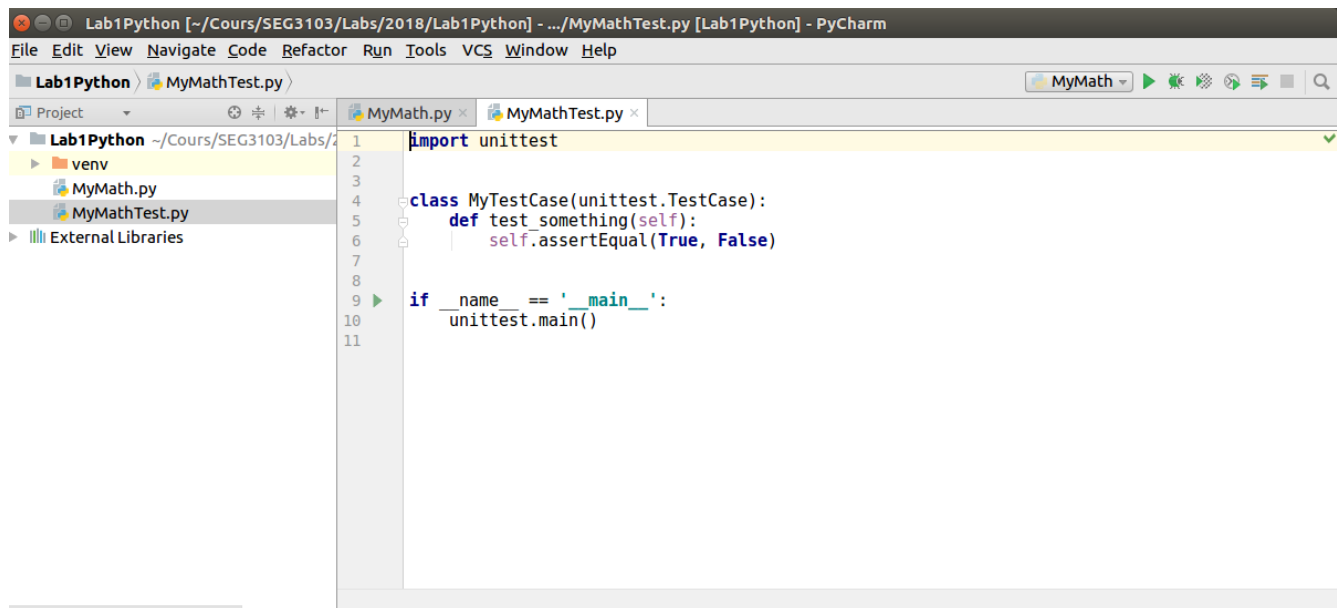 Lab1Python [~/Cours/SEG3103/Labs/2018/Lab1Python] - .../MyMathTest.py [Lab1Python] - PyCharm
File Edit View Navigate Code Refactor Run Tools VCS Window Help
Lab1Python MyMathTest.py MyMath
Project MyMath.py MyMathTest.py
Lab1Python ~/Cours/SEG3103/Labs/2
venv
MyMath.py
MyMathTest.py
External Libraries
1 import unittest
2
3
4 class MyTestCase(unittest.TestCase):
5     def test_something(self):
6         self.assertEqual(True, False)
7
8
9 if __name__ == '__main__':
10     unittest.main()
11